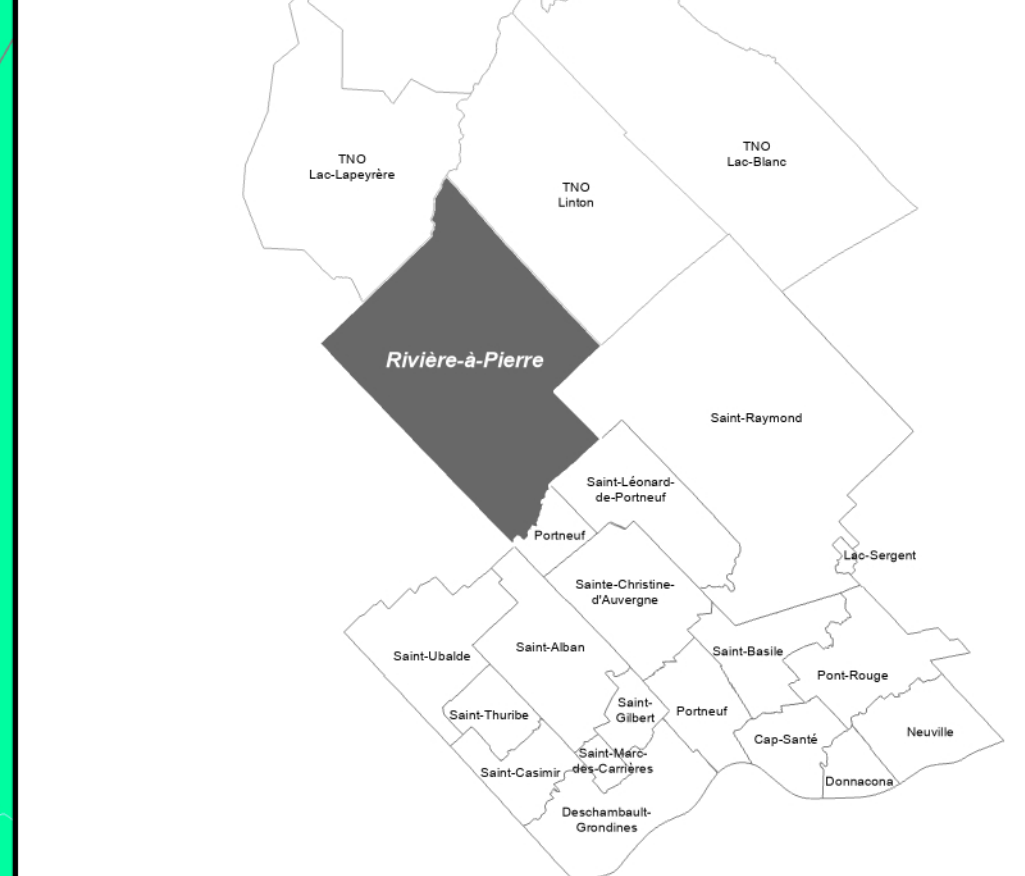 TNO
Lac-Blanc
TNO
Lac-Lapeyrère
TNO
Linton
Rivière-à-Pierre
Saint-Raymond
Saint-Léonard-
de-Portneuf
Portneuf
Lac-Sergent
Sainte-Christine-
d'Auvergne
Saint-Alban
Saint-Basile
Saint-Ubalde
Pont-Rouge
Saint-
Gilbert
Portneuf
Saint-Thuribe
Neuville
Cap-Santé
Saint-Marc-
des-Carrières
Saint-Casimir
Donnacona
Deschambault-
Grondines